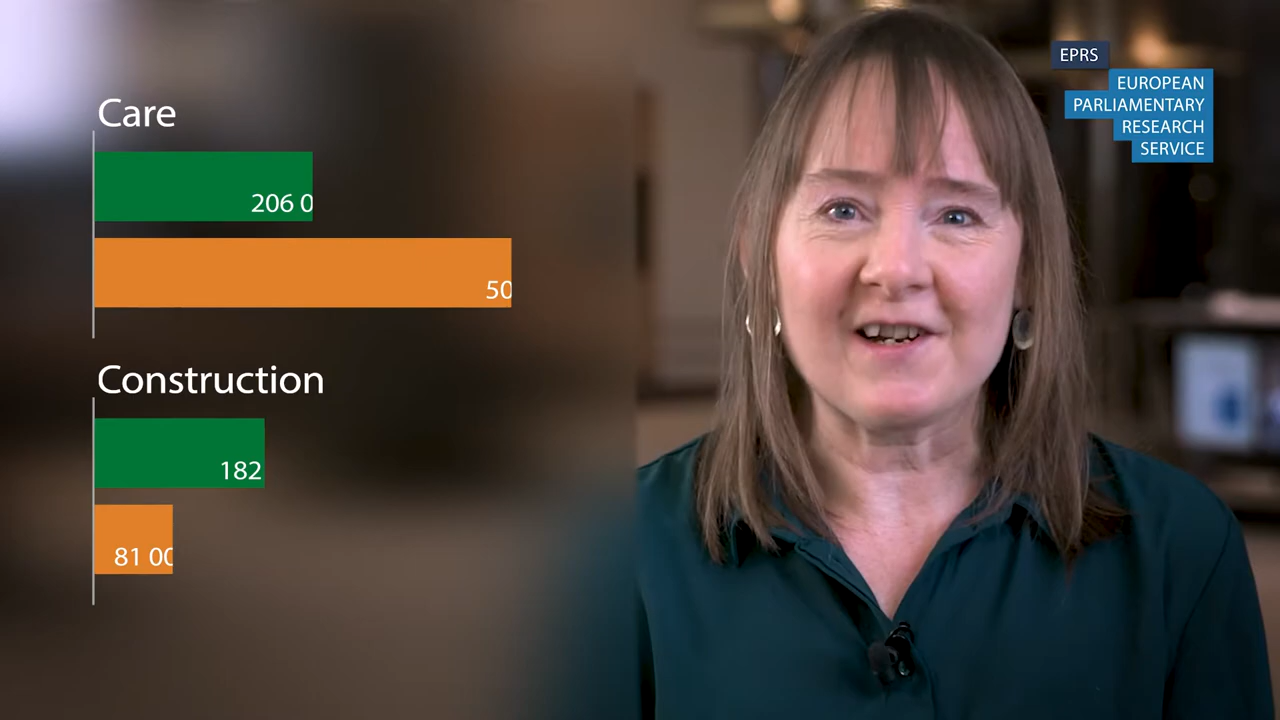 Care
206 0
50
Construction
182
81 00
EPRS
EUROPEAN
PARLIAMENTARY
RESEARCH
SERVICE